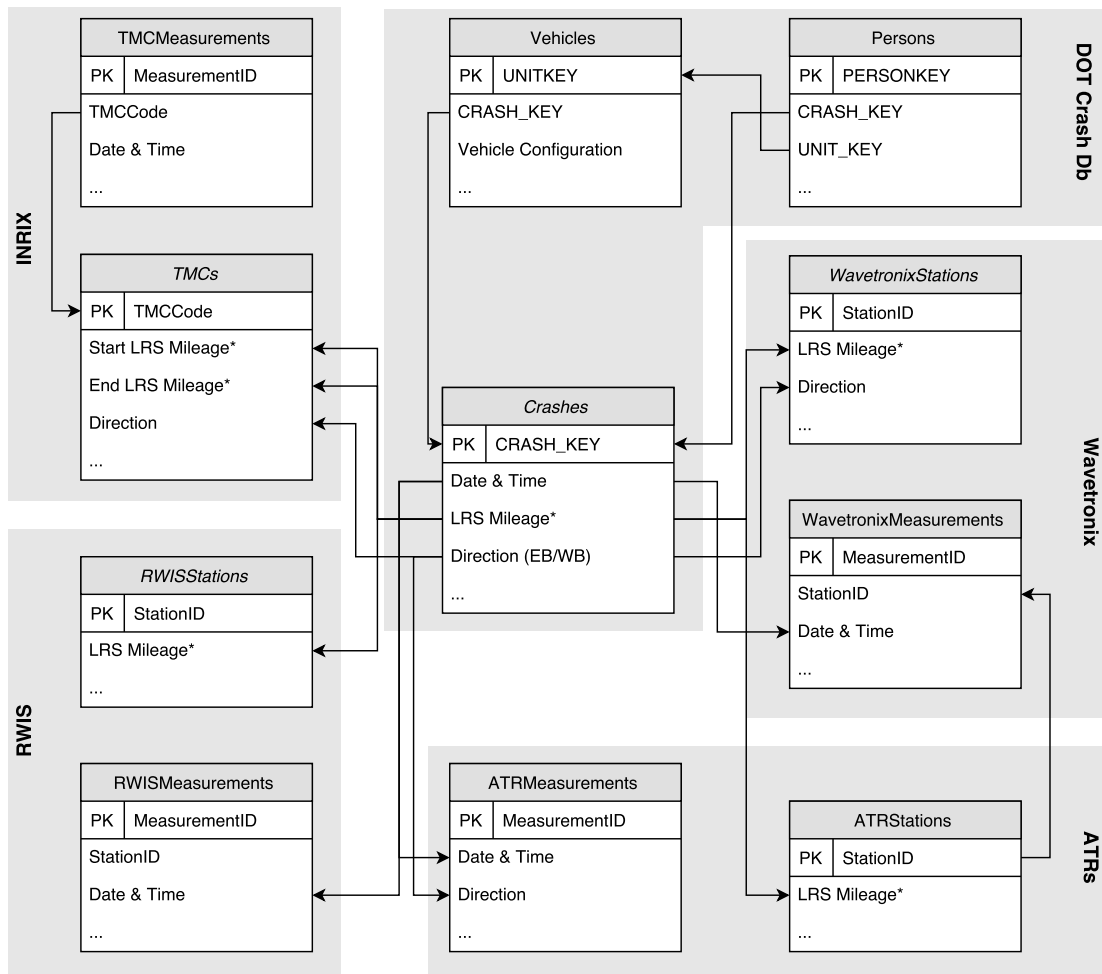 TMCMeasurements
PK MeasurementID
TMCCode
Date & Time
...
INRIX
TMCs
PK TMCCode
Start LRS Mileage*
End LRS Mileage*
Direction
...
Vehicles
PK UNITKEY
CRASH_KEY
Vehicle Configuration
...
Persons
PK PERSONKEY
CRASH_KEY
UNIT_KEY
...
DOT Crash Db
Crashes
PK CRASH_KEY
Date & Time
LRS Mileage*
Direction (EB/WB)
...
WavetronixStations
PK StationID
LRS Mileage*
Direction
...
Wavetronix
WavetronixMeasurements
PK MeasurementID
StationID
Date & Time
...
RWISStations
PK StationID
LRS Mileage*
...
RWIS
RWISMeasurements
PK MeasurementID
StationID
Date & Time
...
ATRMeasurements
PK MeasurementID
Date & Time
Direction
...
ATRStations
PK StationID
LRS Mileage*
...
ATRs